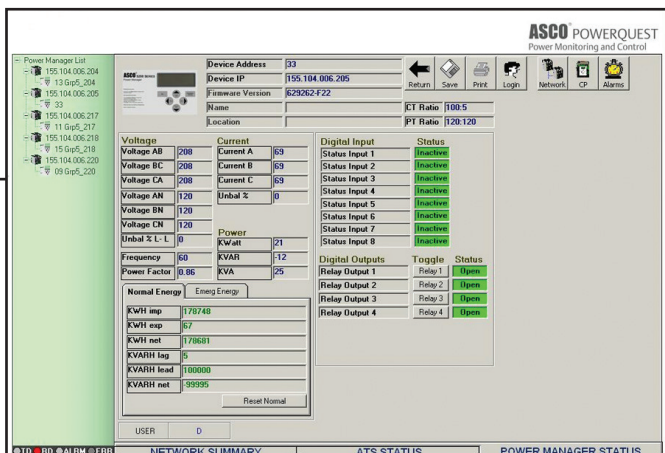 ASCO® POWERQUEST
Power Monitoring and Control
Power Manager List
155.104.006.204
13 Grp5_204
155.104.006.205
33
155.104.006.217
11 Grp5_217
155.104.006.218
15 Grp5_218
155.104.006.220
09 Grp5_220
ASCO
Device Address 33
Device IP 155.104.006.205
Firmware Version 629262-F22
Name
Location
CT Ratio 100:5
PT Ratio 120:120
Return Save Print Login Network CP Alarms
Voltage
Voltage AB 208
Voltage BC 208
Voltage CA 208
Voltage AN 120
Voltage BN 120
Voltage CN 120
Unbal % L- L 0
Frequency 60
Power Factor 0.86
Current
Current A 69
Current B 69
Current C 69
Unbal % 0
Power
KWatt 21
KVAR -12
KVA 25
Normal Energy Emerg Energy
KWH imp 178748
KWH exp 67
KWH net 178681
KVARH lag 5
KVARH lead 100000
KVARH net -99995
Reset Normal
Digital Input Status
Status Input 1 Inactive
Status Input 2 Inactive
Status Input 3 Inactive
Status Input 4 Inactive
Status Input 5 Inactive
Status Input 6 Inactive
Status Input 7 Inactive
Status Input 8 Inactive
Digital Outputs Toggle Status
Relay Output 1 Relay 1 Open
Relay Output 2 Relay 2 Open
Relay Output 3 Relay 3 Open
Relay Output 4 Relay 4 Open
USER D
TD RD ALRM ERR
NETWORK SUMMARY ATS STATUS POWER MANAGER STATUS